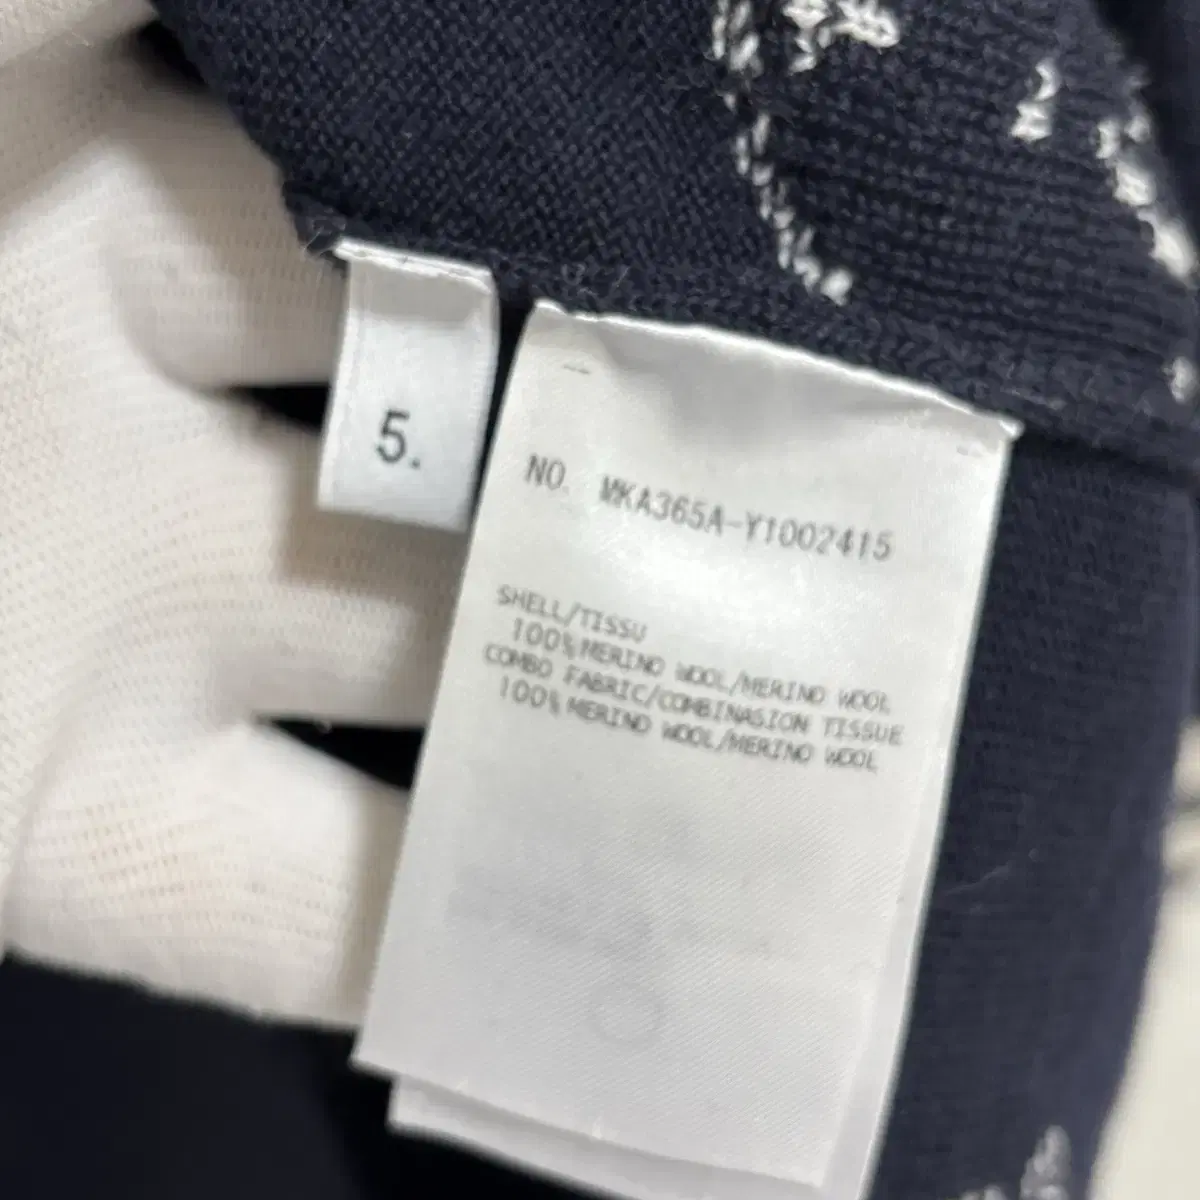 5.
NO. MKA365A-Y1002415
SHELL/TISSU
100%MERINO WOOL/MERINO WOOL
COMBO FABRIC/COMBINASION TISSUE
100%MERINO WOOL/MERINO WOOL